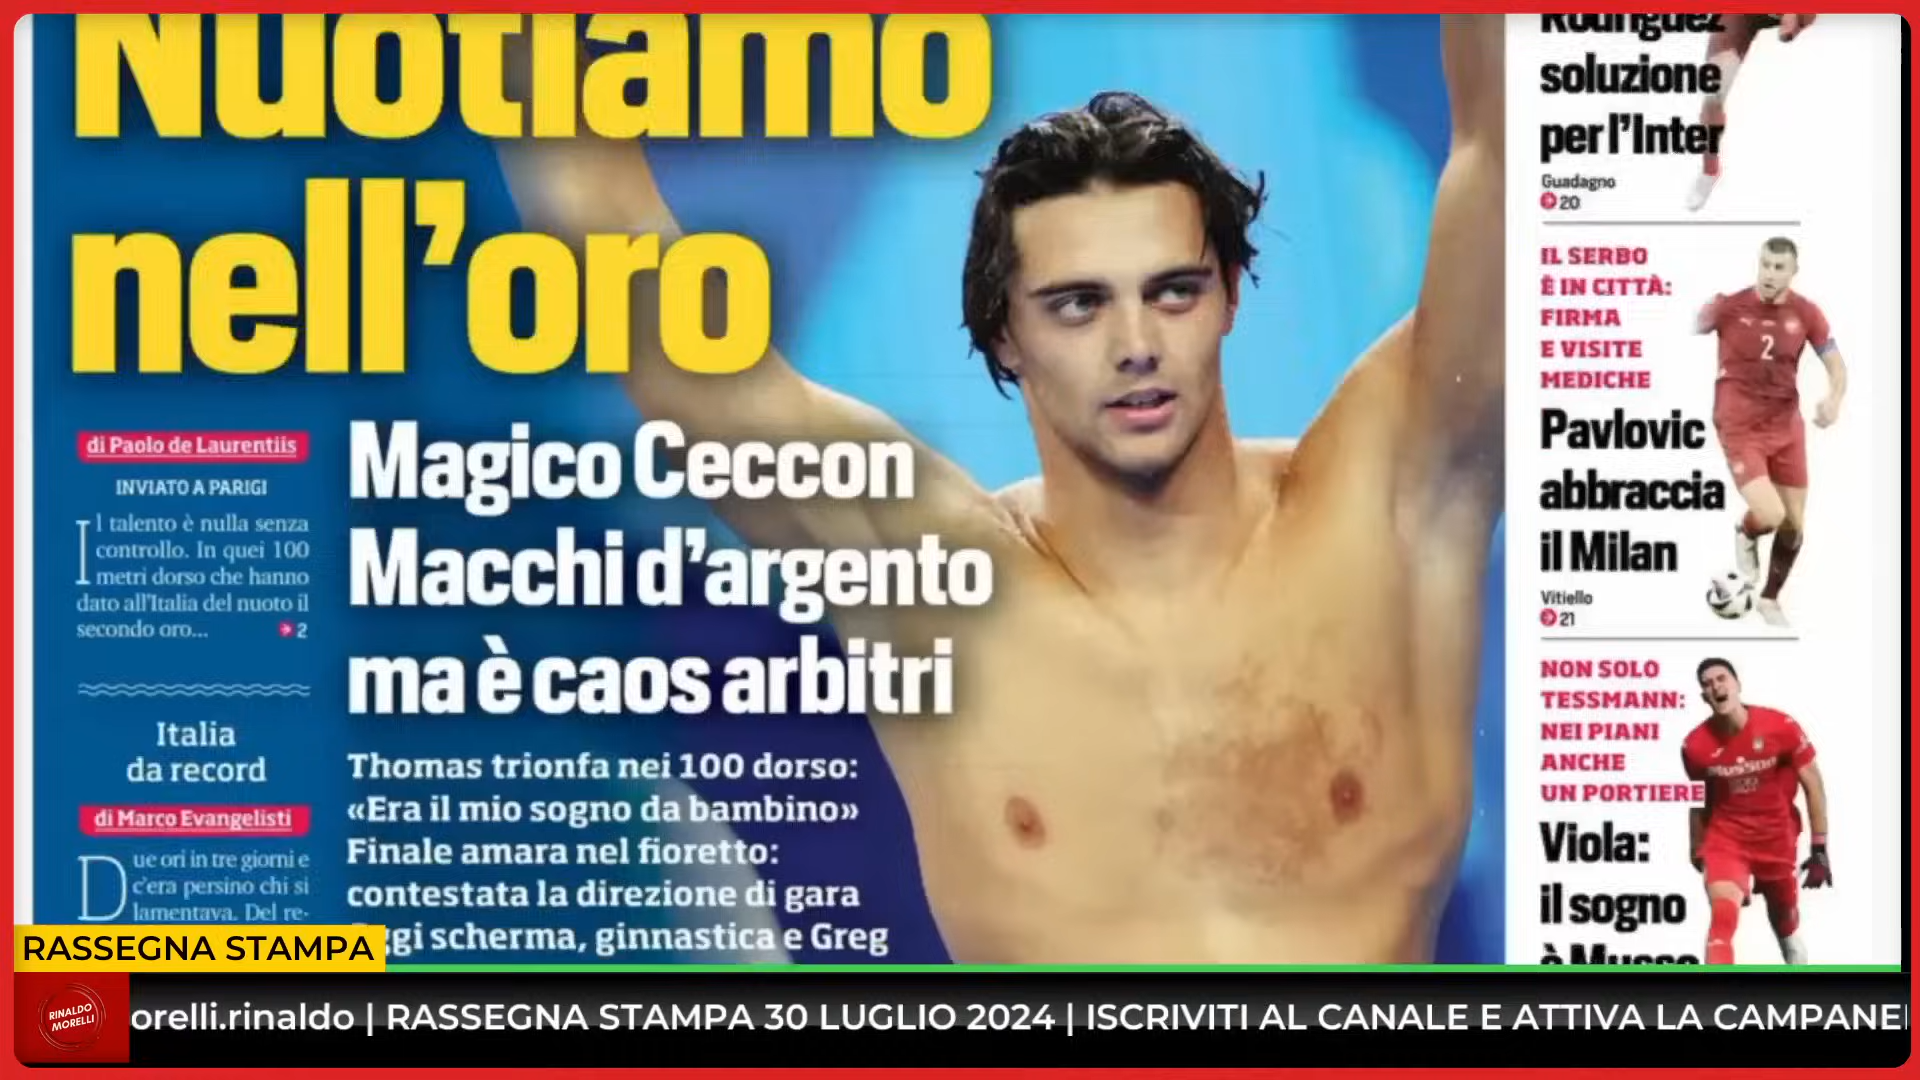 Nuotiamo
nell'oro
di Paolo de Laurentiis
INVIATO A PARIGI
Il talento è nulla senza
controllo. In quei 100
metri dorso che hanno
dato all'Italia del nuoto il
secondo oro... 2
Italia
da record
di Marco Evangelisti
Due ori in tre giorni e
c'era persino chi si
lamentava. Del re-
Magico Ceccon
Macchi d'argento
ma è caos arbitri
Thomas trionfa nei 100 dorso:
«Era il mio sogno da bambino»
Finale amara nel fioretto:
contestata la direzione di gara
Oggi scherma, ginnastica e Greg
Rodriguez
soluzione
per l'Inter
Guadagno
20
IL SERBO
È IN CITTÀ:
FIRMA
E VISITE
MEDICHE
Pavlovic
abbraccia
il Milan
Vitiello
21
2
NON SOLO
TESSMANN:
NEI PIANI
ANCHE
UN PORTIERE
Viola:
il sogno
è Musso
RASSEGNA STAMPA
RINALDO
MORELLI
orelli.rinaldo | RASSEGNA STAMPA 30 LUGLIO 2024 | ISCRIVITI AL CANALE E ATTIVA LA CAMPANE